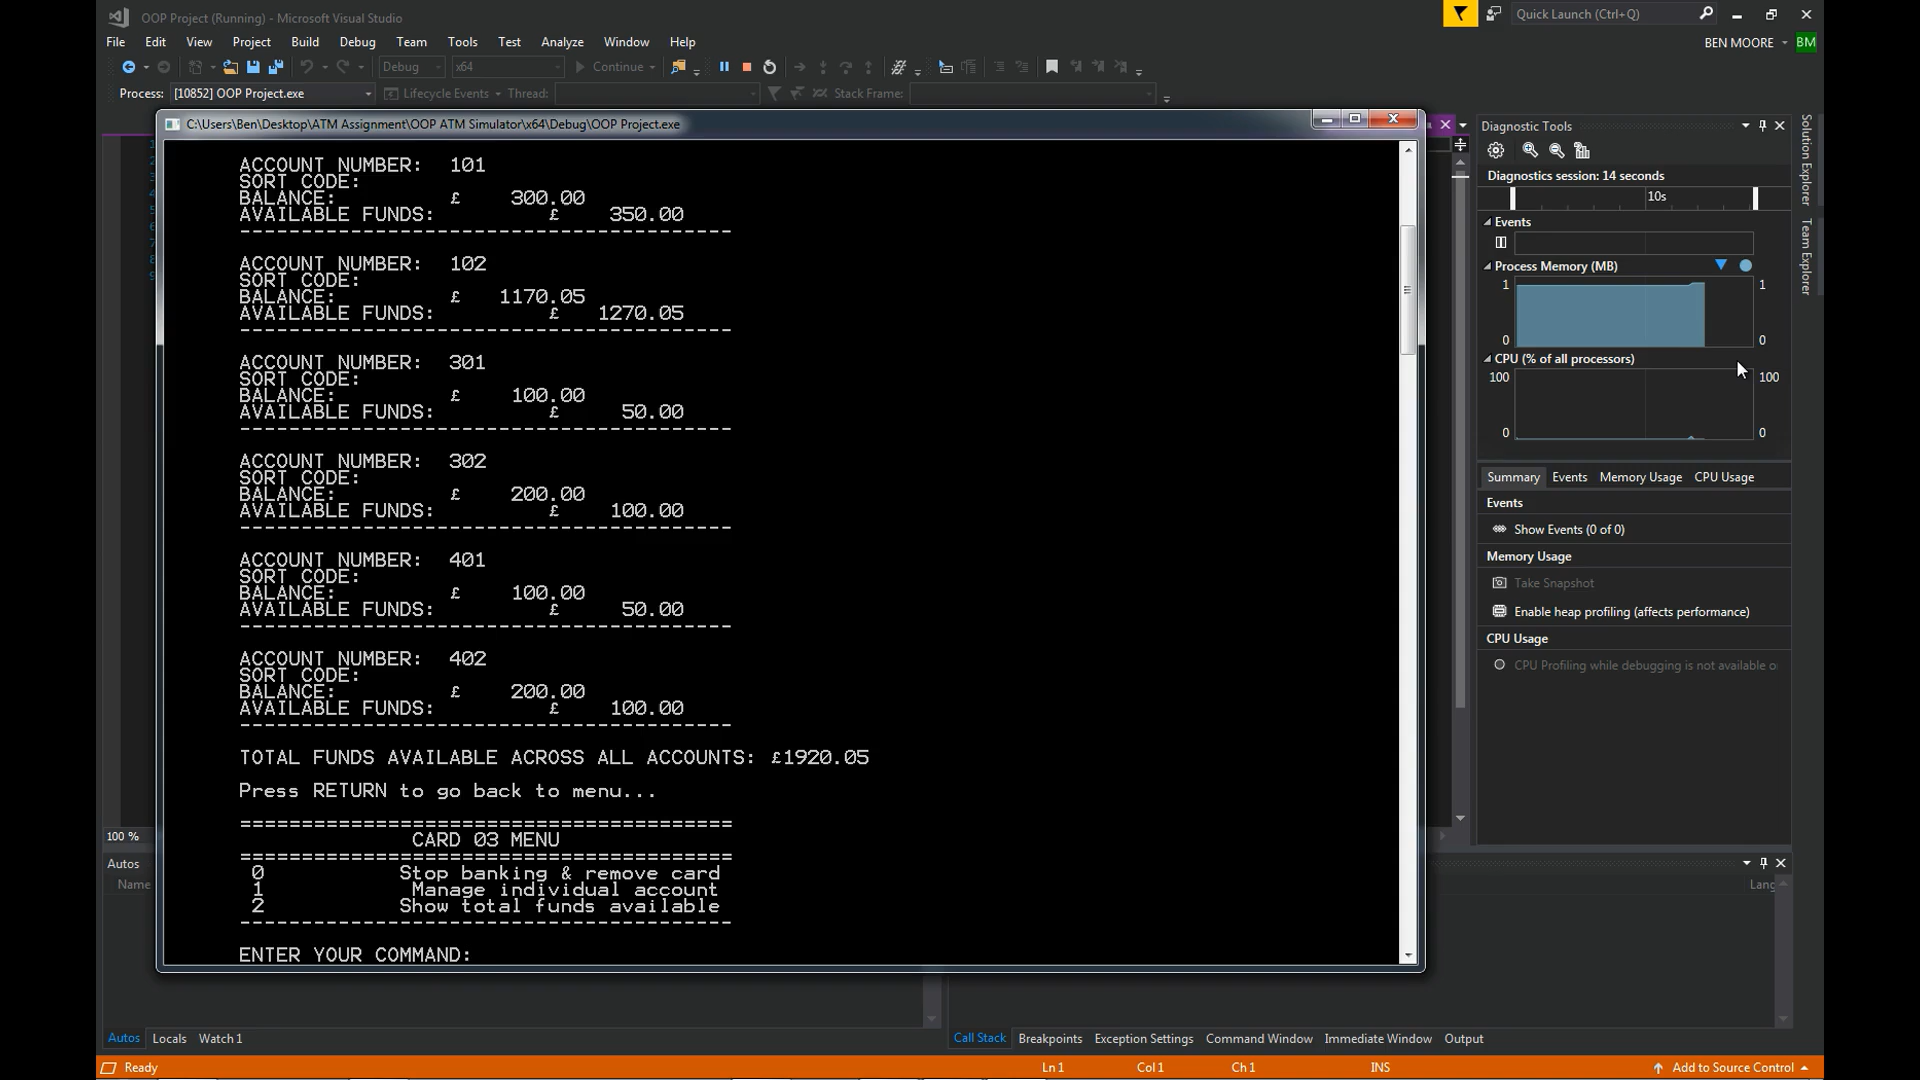 OOP Project (Running) - Microsoft Visual Studio
Quick Launch (Ctrl+Q)
File Edit View Project Build Debug Team Tools Test Analyze Window Help
BEN MOORE BM
Debug x64 Continue
Process: [10852] OOP Project.exe Lifecycle Events Thread: Stack Frame:
C:\Users\Ben\Desktop\ATM Assignment\OOP ATM Simulator\x64\Debug\OOP Project.exe
ACCOUNT NUMBER: 101
SORT CODE:
BALANCE: £ 300.00
AVAILABLE FUNDS: £ 350.00
----------------------------------------
ACCOUNT NUMBER: 102
SORT CODE:
BALANCE: £ 1170.05
AVAILABLE FUNDS: £ 1270.05
----------------------------------------
ACCOUNT NUMBER: 301
SORT CODE:
BALANCE: £ 100.00
AVAILABLE FUNDS: £ 50.00
----------------------------------------
ACCOUNT NUMBER: 302
SORT CODE:
BALANCE: £ 200.00
AVAILABLE FUNDS: £ 100.00
----------------------------------------
ACCOUNT NUMBER: 401
SORT CODE:
BALANCE: £ 100.00
AVAILABLE FUNDS: £ 50.00
----------------------------------------
ACCOUNT NUMBER: 402
SORT CODE:
BALANCE: £ 200.00
AVAILABLE FUNDS: £ 100.00
----------------------------------------
TOTAL FUNDS AVAILABLE ACROSS ALL ACCOUNTS: £1920.05
Press RETURN to go back to menu...
========================================
CARD 03 MENU
========================================
0 Stop banking & remove card
1 Manage individual account
2 Show total funds available
----------------------------------------
ENTER YOUR COMMAND:
Diagnostic Tools
Diagnostics session: 14 seconds
10s
Events
Process Memory (MB)
1 1
0 0
CPU (% of all processors)
100 100
0 0
Summary Events Memory Usage CPU Usage
Events
Show Events (0 of 0)
Memory Usage
Take Snapshot
Enable heap profiling (affects performance)
CPU Usage
CPU Profiling while debugging is not available o
Solution Explorer
Team Explorer
100 %
Autos
Name
Lang
Autos Locals Watch 1
Call Stack Breakpoints Exception Settings Command Window Immediate Window Output
Ready Ln 1 Col 1 Ch 1 INS Add to Source Control